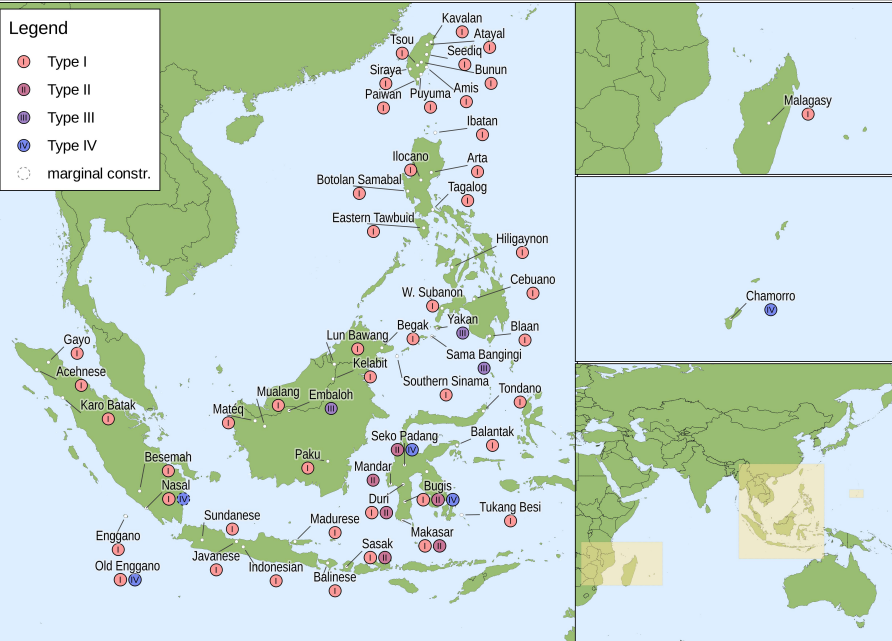 Legend
I Type I
II Type II
III Type III
IV Type IV
marginal constr.
Kavalan
I
Atayal
I
Tsou
I
Seediq
I
Siraya
I
Bunun
I
Paiwan
I
Puyuma
I
Amis
I
Ibatan
I
Ilocano
I
Arta
I
Botolan Samabal
I
Tagalog
I
Eastern Tawbuid
I
Hiligaynon
I
Cebuano
I
W. Subanon
I
Yakan
III
Begak
I
Blaan
I
Lun Bawang
I
Sama Bangingi
III
Kelabit
I
Southern Sinama
I
Tondano
I
Gayo
I
Acehnese
I
Karo Batak
I
Mualang
I
Embaloh
III
Mateq
I
Seko Padang
II IV
Balantak
I
Paku
I
Mandar
II
Besemah
I
Nasal
I IV
Duri
I II
Bugis
I II IV
Tukang Besi
I
Sundanese
I
Madurese
I
Makasar
I II
Enggano
I
Javanese
I
Sasak
I II
Old Enggano
I IV
Indonesian
I
Balinese
I
Malagasy
I
Chamorro
IV